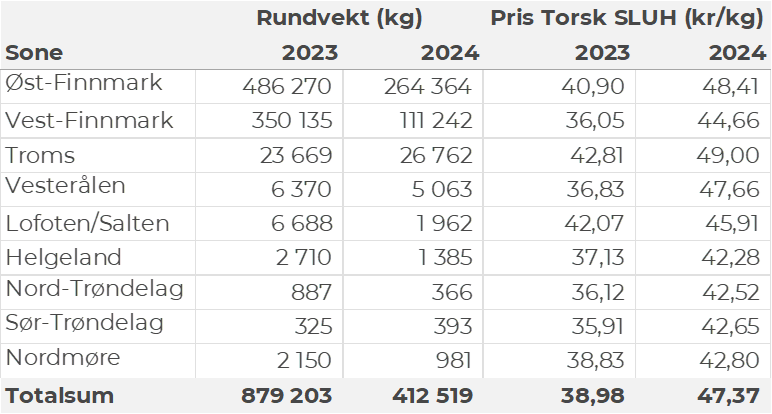 Rundvekt (kg) Pris Torsk SLUH (kr/kg)
Sone 2023 2024 2023 2024
Øst-Finnmark 486 270 264 364 40,90 48,41
Vest-Finnmark 350 135 111 242 36,05 44,66
Troms 23 669 26 762 42,81 49,00
Vesterålen 6 370 5 063 36,83 47,66
Lofoten/Salten 6 688 1 962 42,07 45,91
Helgeland 2 710 1 385 37,13 42,28
Nord-Trøndelag 887 366 36,12 42,52
Sør-Trøndelag 325 393 35,91 42,65
Nordmøre 2 150 981 38,83 42,80
Totalsum 879 203 412 519 38,98 47,37